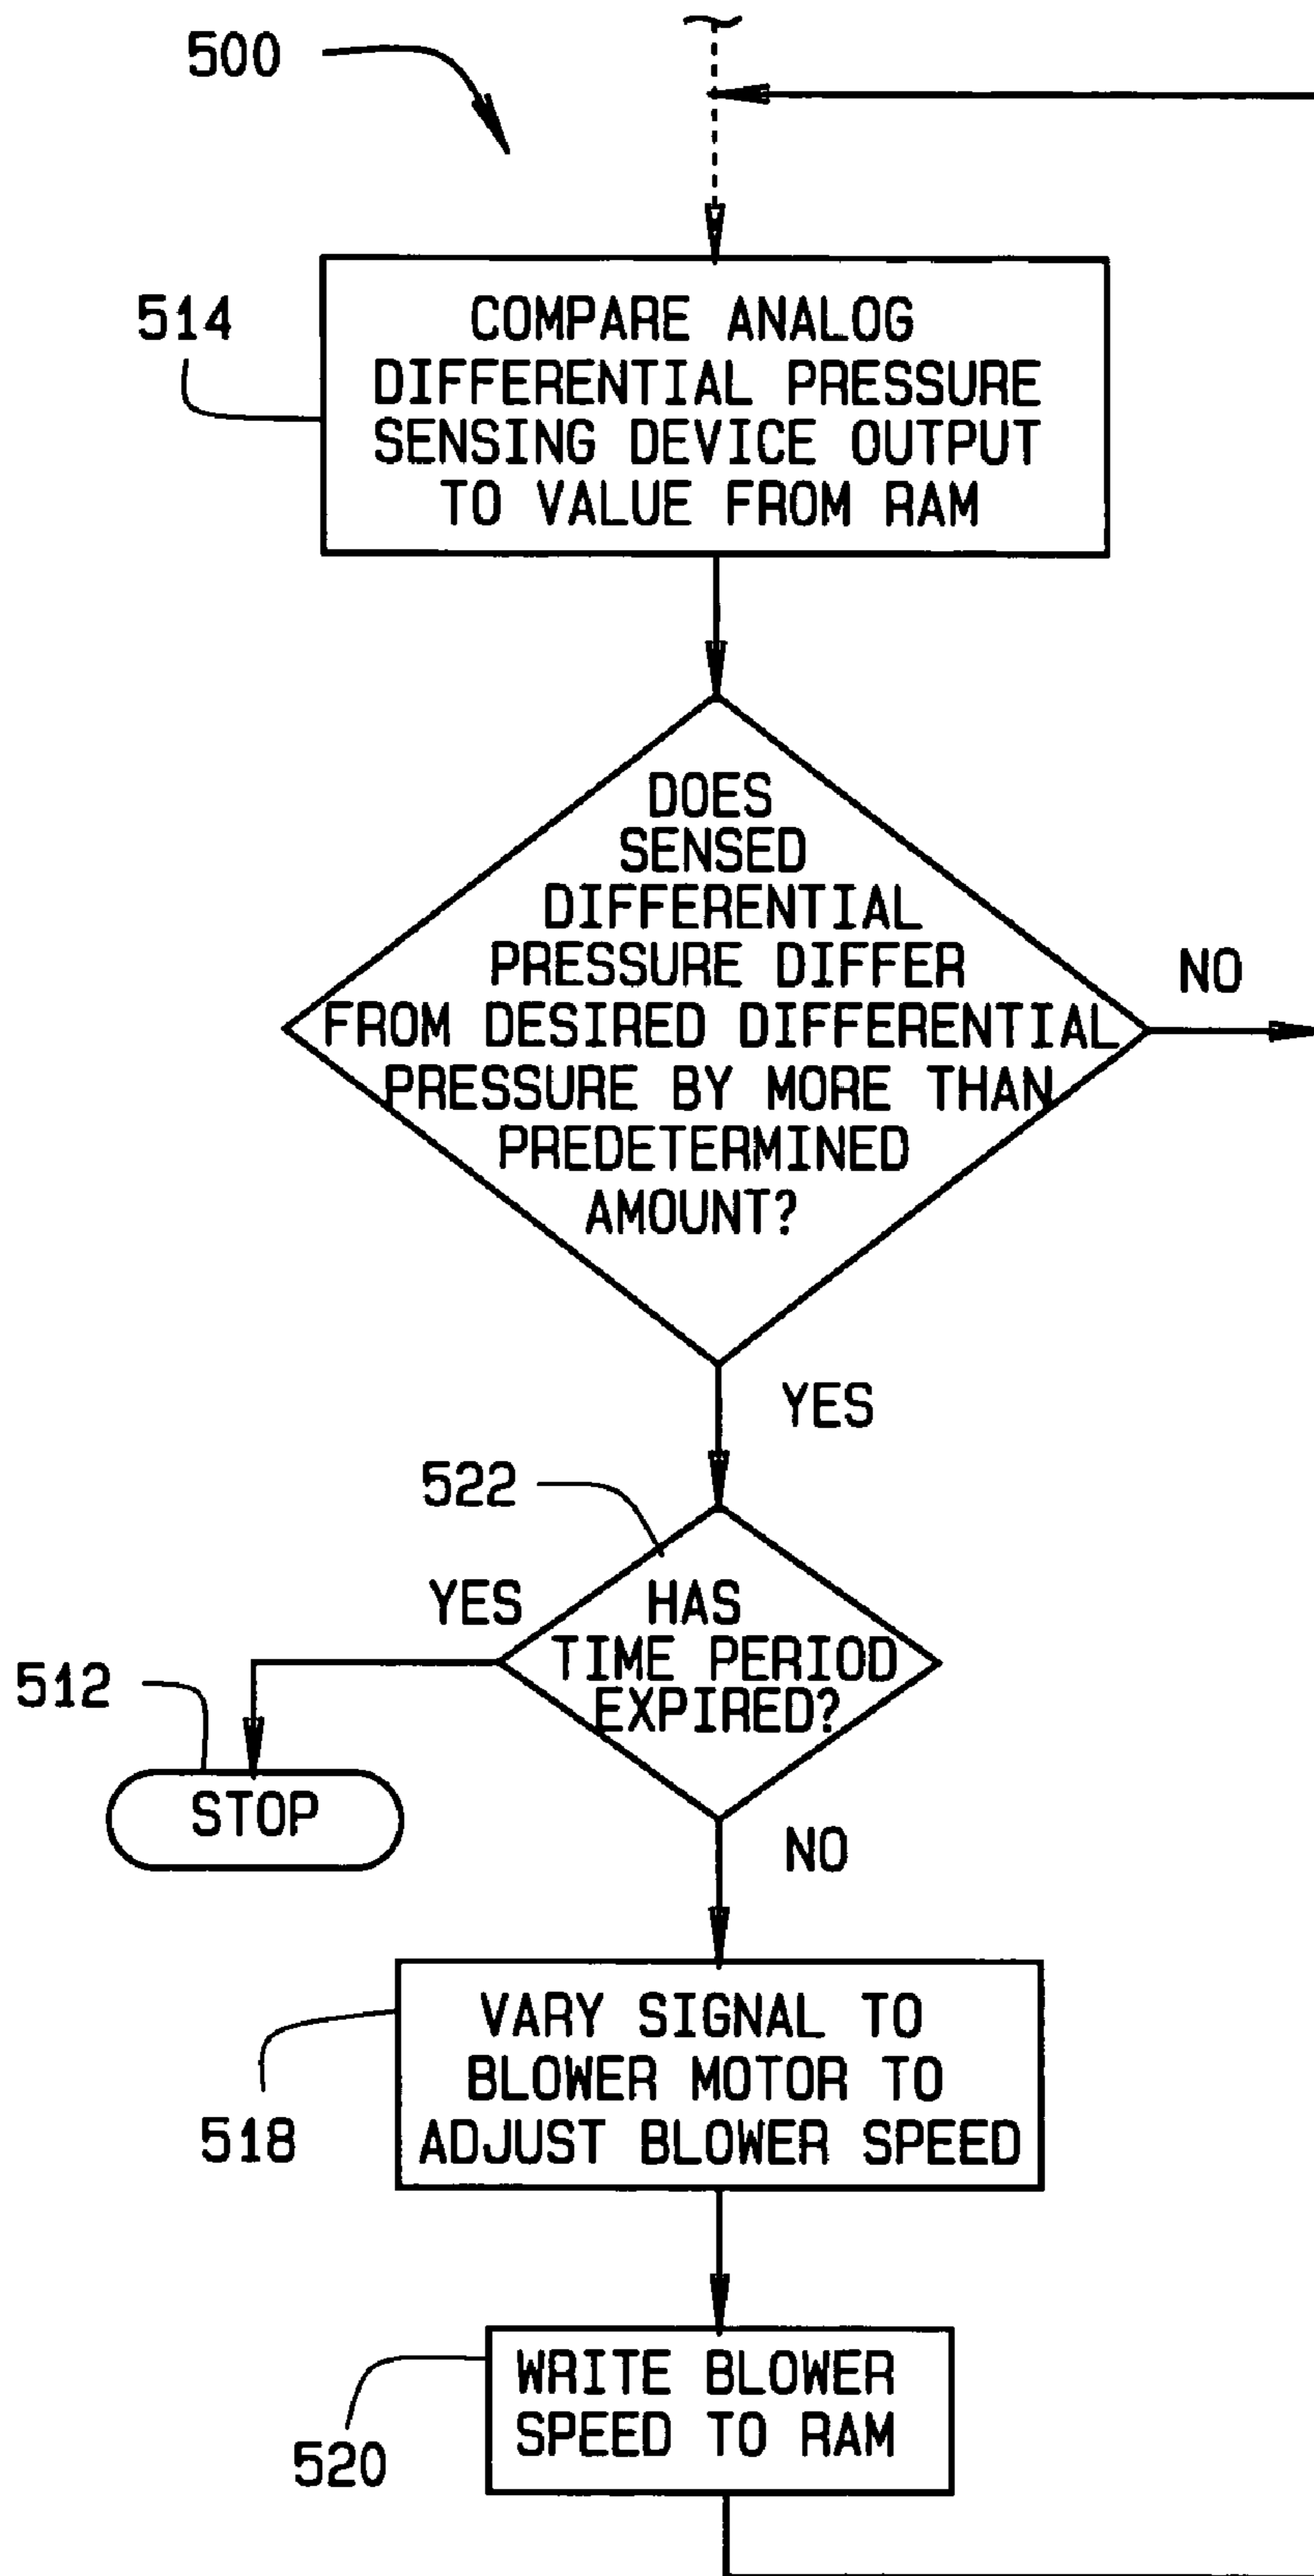 500
514
COMPARE ANALOG
DIFFERENTIAL PRESSURE
SENSING DEVICE OUTPUT
TO VALUE FROM RAM
DOES
SENSED
DIFFERENTIAL
PRESSURE DIFFER
FROM DESIRED DIFFERENTIAL
PRESSURE BY MORE THAN
PREDETERMINED
AMOUNT?
NO
YES
522
YES
HAS
TIME PERIOD
EXPIRED?
512
STOP
NO
VARY SIGNAL TO
BLOWER MOTOR TO
ADJUST BLOWER SPEED
518
WRITE BLOWER
SPEED TO RAM
520